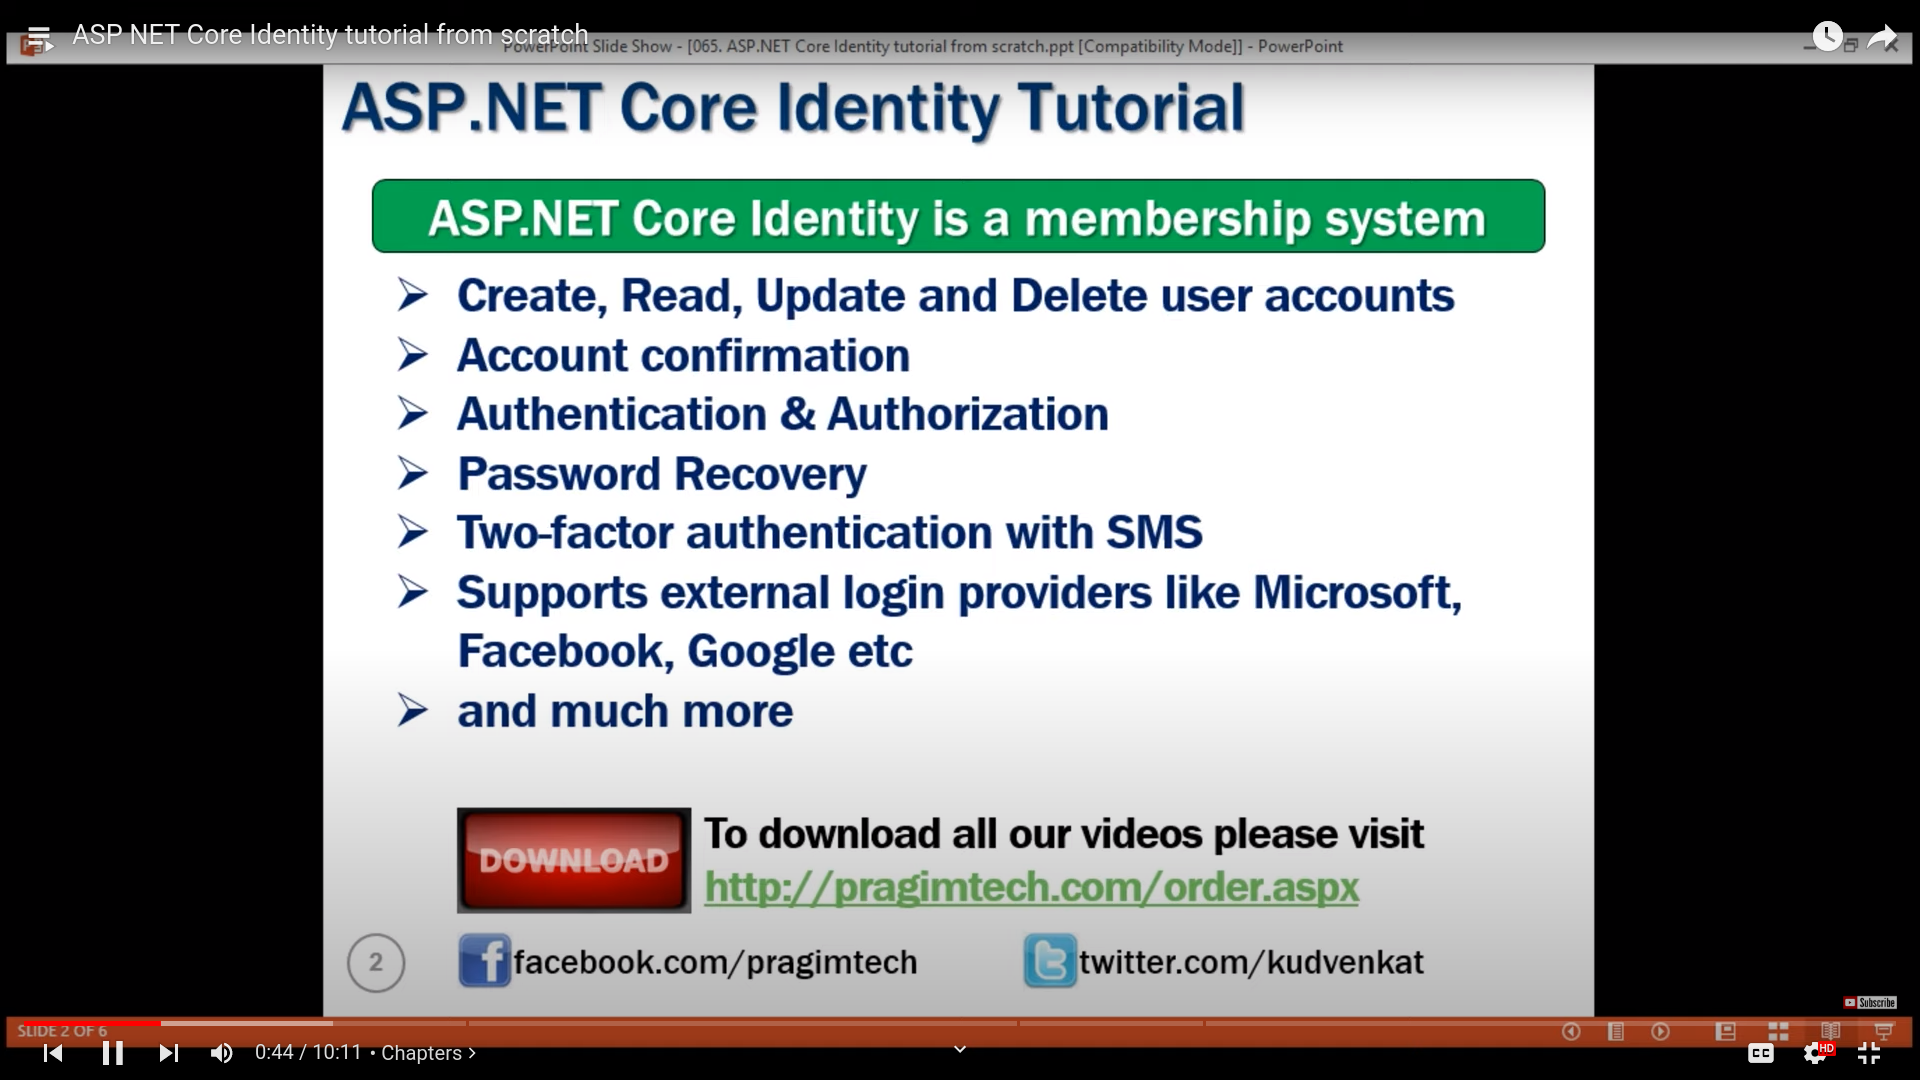 ASP NET Core Identity tutorial from scratch
PowerPoint Slide Show - [065. ASP.NET Core Identity tutorial from scratch.ppt [Compatibility Mode]] - PowerPoint
ASP.NET Core Identity Tutorial
ASP.NET Core Identity is a membership system
Create, Read, Update and Delete user accounts
Account confirmation
Authentication & Authorization
Password Recovery
Two-factor authentication with SMS
Supports external login providers like Microsoft,
Facebook, Google etc
and much more
DOWNLOAD
To download all our videos please visit
http://pragimtech.com/order.aspx
2
facebook.com/pragimtech
twitter.com/kudvenkat
Subscribe
SLIDE 2 OF 6
0:44 / 10:11 • Chapters
CC
HD